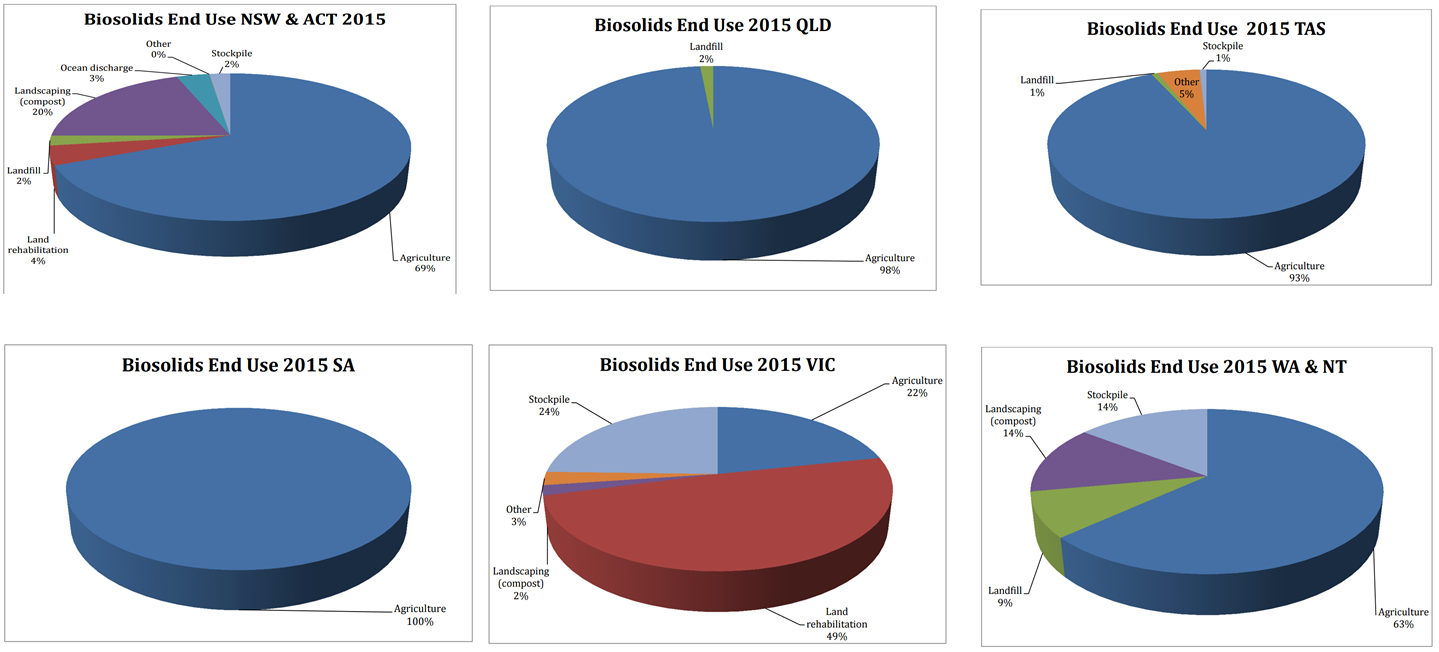 Biosolids End Use NSW & ACT 2015
Other
0%
Stockpile
2%
Ocean discharge
3%
Landscaping
(compost)
20%
Landfill
2%
Land
rehabilitation
4%
Agriculture
69%
Biosolids End Use 2015 QLD
Landfill
2%
Agriculture
98%
Biosolids End Use 2015 TAS
Stockpile
1%
Landfill
1%
Other
5%
Agriculture
93%
Biosolids End Use 2015 SA
Agriculture
100%
Biosolids End Use 2015 VIC
Agriculture
22%
Stockpile
24%
Other
3%
Landscaping
(compost)
2%
Land
rehabilitation
49%
Biosolids End Use 2015 WA & NT
Stockpile
14%
Landscaping
(compost)
14%
Landfill
9%
Agriculture
63%